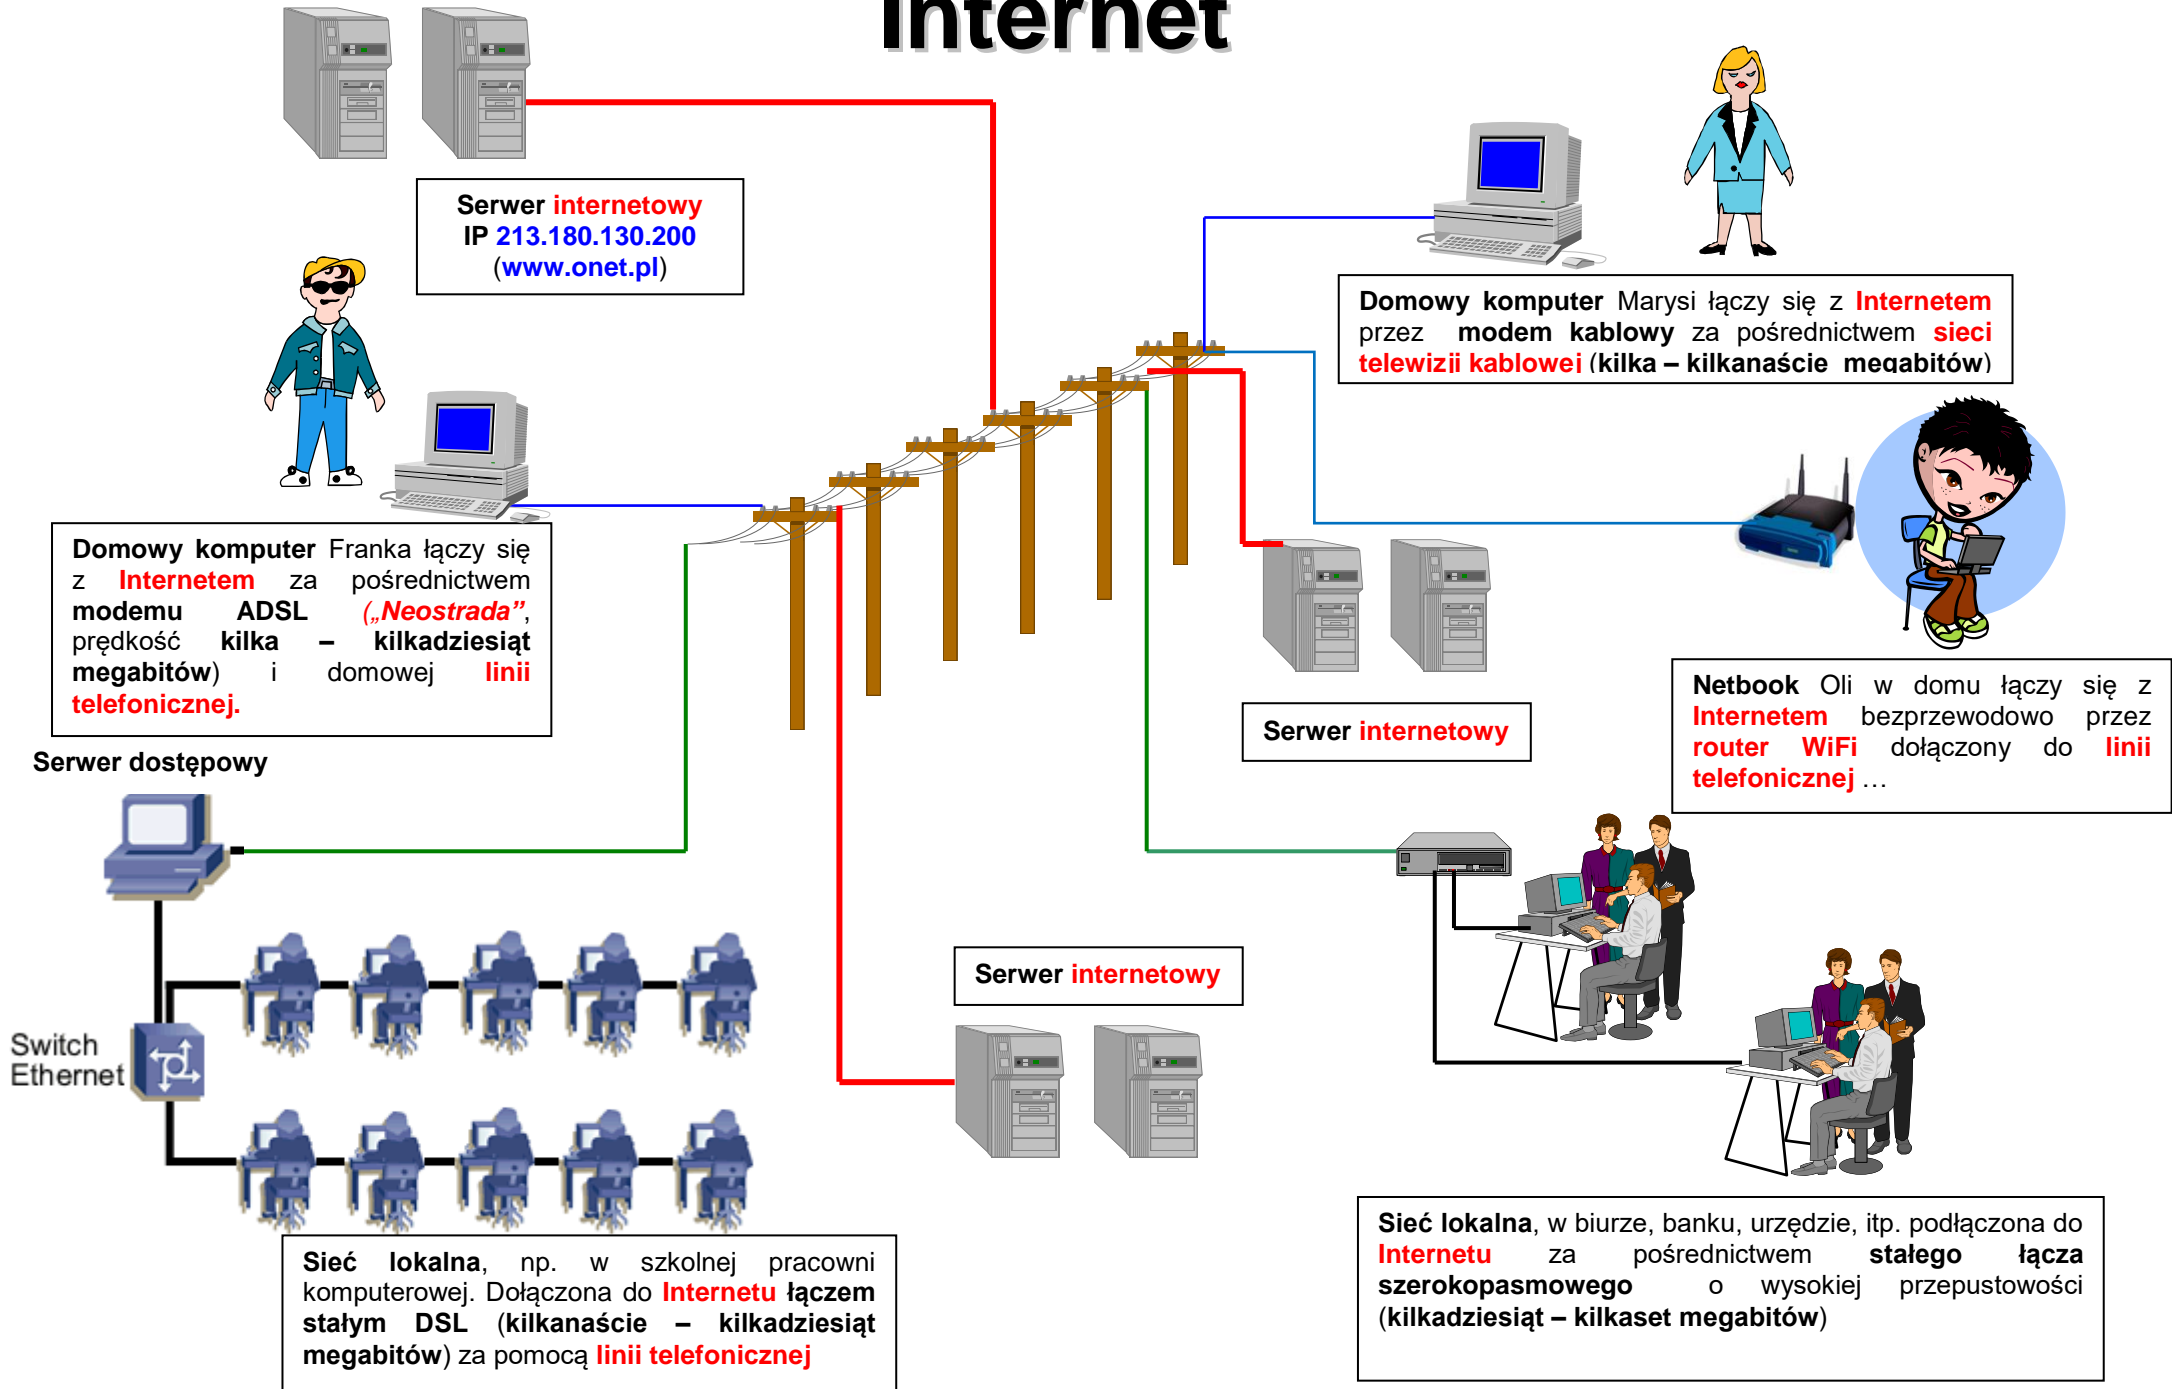 Internet
Serwer internetowy
IP 213.180.130.200
(www.onet.pl)
Domowy komputer Marysi łączy się z Internetem
przez modem kablowy za pośrednictwem sieci
telewizji kablowej (kilka – kilkanaście megabitów)
Domowy komputer Franka łączy się
z Internetem za pośrednictwem
modemu ADSL („Neostrada”,
prędkość kilka – kilkadziesiąt
megabitów) i domowej linii
telefonicznej.
Netbook Oli w domu łączy się z
Internetem bezprzewodowo przez
router WiFi dołączony do linii
telefonicznej …
Serwer internetowy
Serwer dostępowy
Serwer internetowy
Switch
Ethernet
Sieć lokalna, np. w szkolnej pracowni
komputerowej. Dołączona do Internetu łączem
stałym DSL (kilkanaście – kilkadziesiąt
megabitów) za pomocą linii telefonicznej
Sieć lokalna, w biurze, banku, urzędzie, itp. podłączona do
Internetu za pośrednictwem stałego łącza
szerokopasmowego o wysokiej przepustowości
(kilkadziesiąt – kilkaset megabitów)